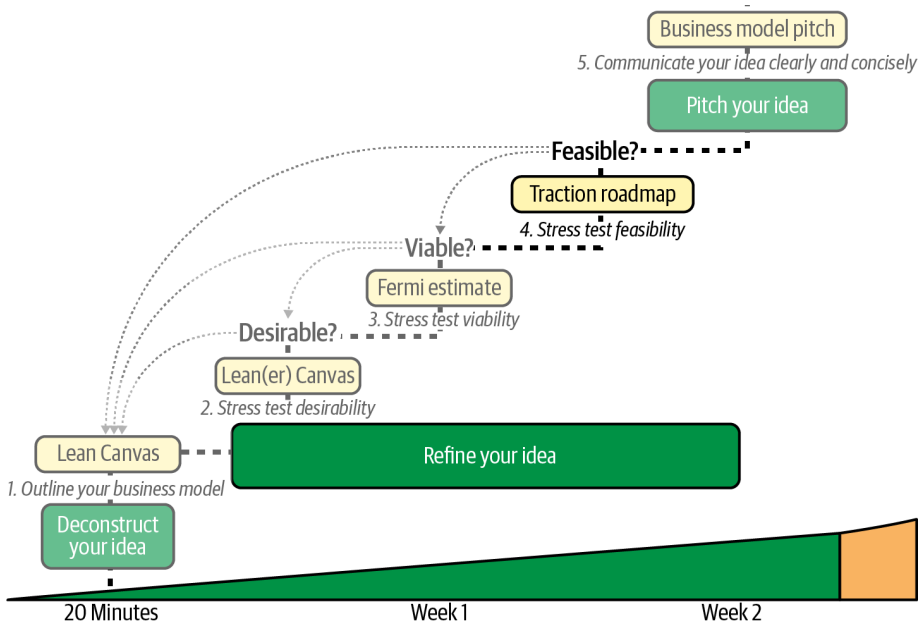 Business model pitch
5. Communicate your idea clearly and concisely
Pitch your idea
Feasible?
Traction roadmap
4. Stress test feasibility
Viable?
Fermi estimate
3. Stress test viability
Desirable?
Lean(er) Canvas
2. Stress test desirability
Lean Canvas
Refine your idea
1. Outline your business model
Deconstruct
your idea
20 Minutes
Week 1
Week 2